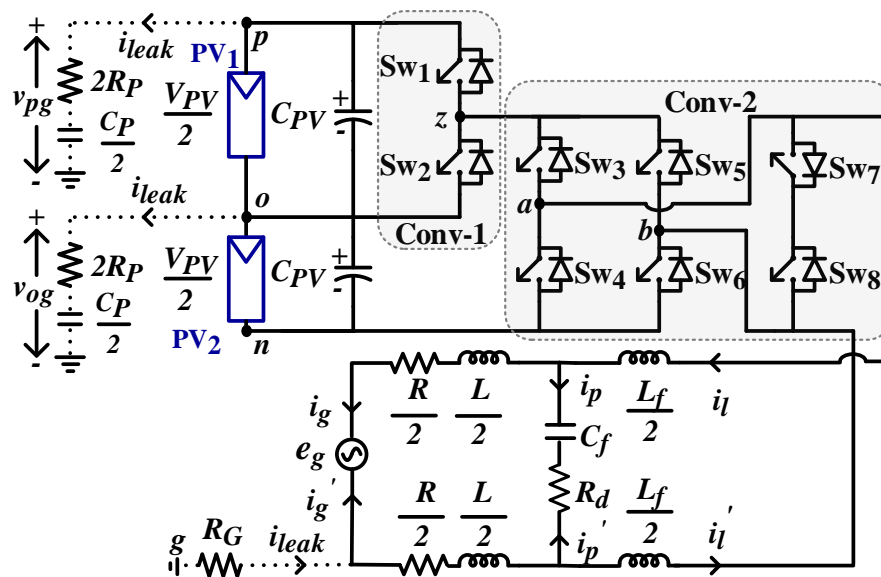 + i_leak PV1 p
v_pg 2R_P V_PV/2 C_PV + - Sw1
C_P/2 z Conv-2
- i_leak o Sw2 Sw3 Sw5 Sw7
+ a
2R_P V_PV/2 C_PV + - Conv-1 b
v_og C_P/2 Sw4 Sw6 Sw8
- PV2 n
i_g R/2 L/2 i_p L_f/2 i_l
e_g C_f
i_g' R/2 L/2 R_d L_f/2
g R_G i_leak i_p' i_l'